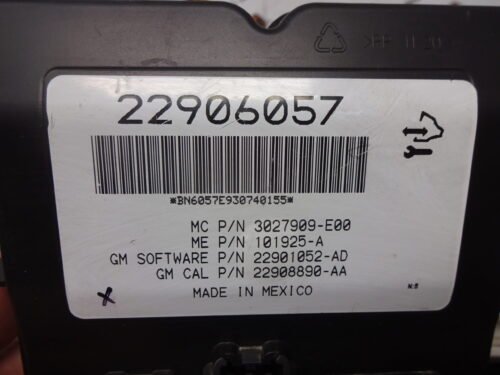 22906057
*BN6057E930740155*
MC P/N 3027909-E00
ME P/N 101925-A
GM SOFTWARE P/N 22901052-AD
GM CAL P/N 22908890-AA
MADE IN MEXICO